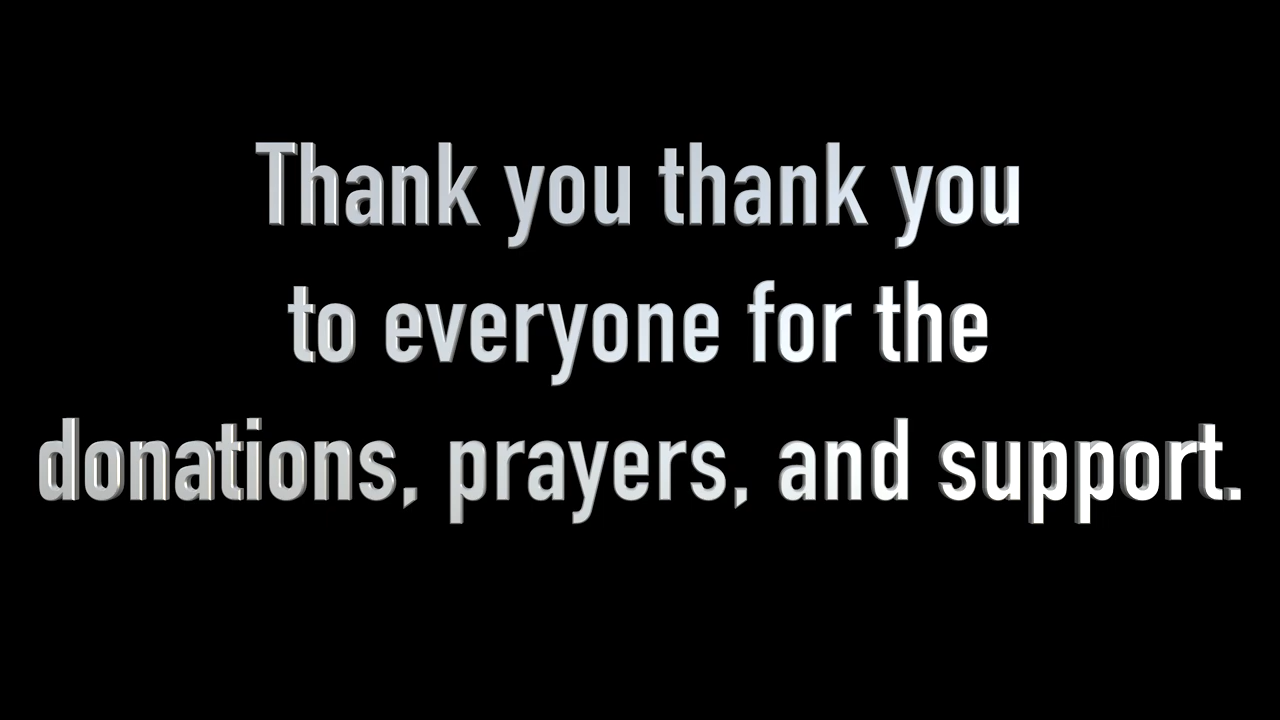 Thank you thank you
to everyone for the
donations, prayers, and support.